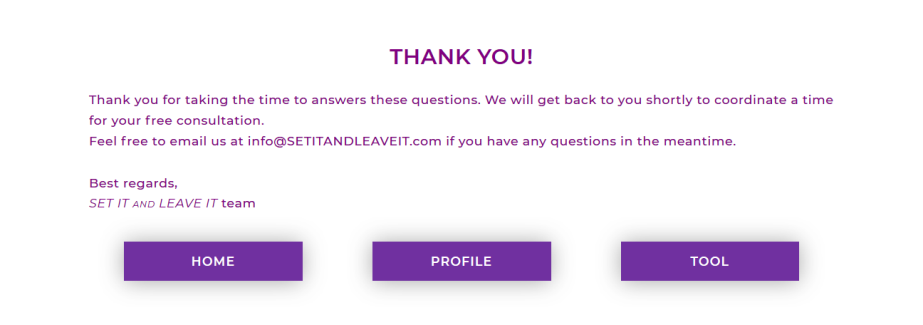 THANK YOU!
Thank you for taking the time to answers these questions. We will get back to you shortly to coordinate a time
for your free consultation.
Feel free to email us at info@SETITANDLEAVEIT.com if you have any questions in the meantime.
Best regards,
SET IT AND LEAVE IT team
HOME
PROFILE
TOOL